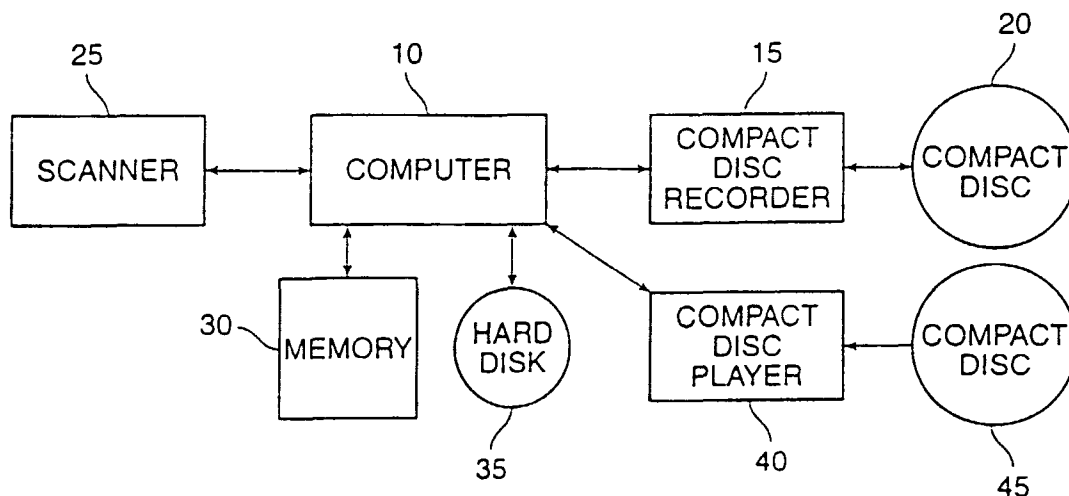 20
25
10
15
SCANNER
COMPUTER
COMPACT
DISC
RECORDER
COMPACT
DISC
30
MEMORY
HARD
DISK
COMPACT
DISC
PLAYER
COMPACT
DISC
35
40
45